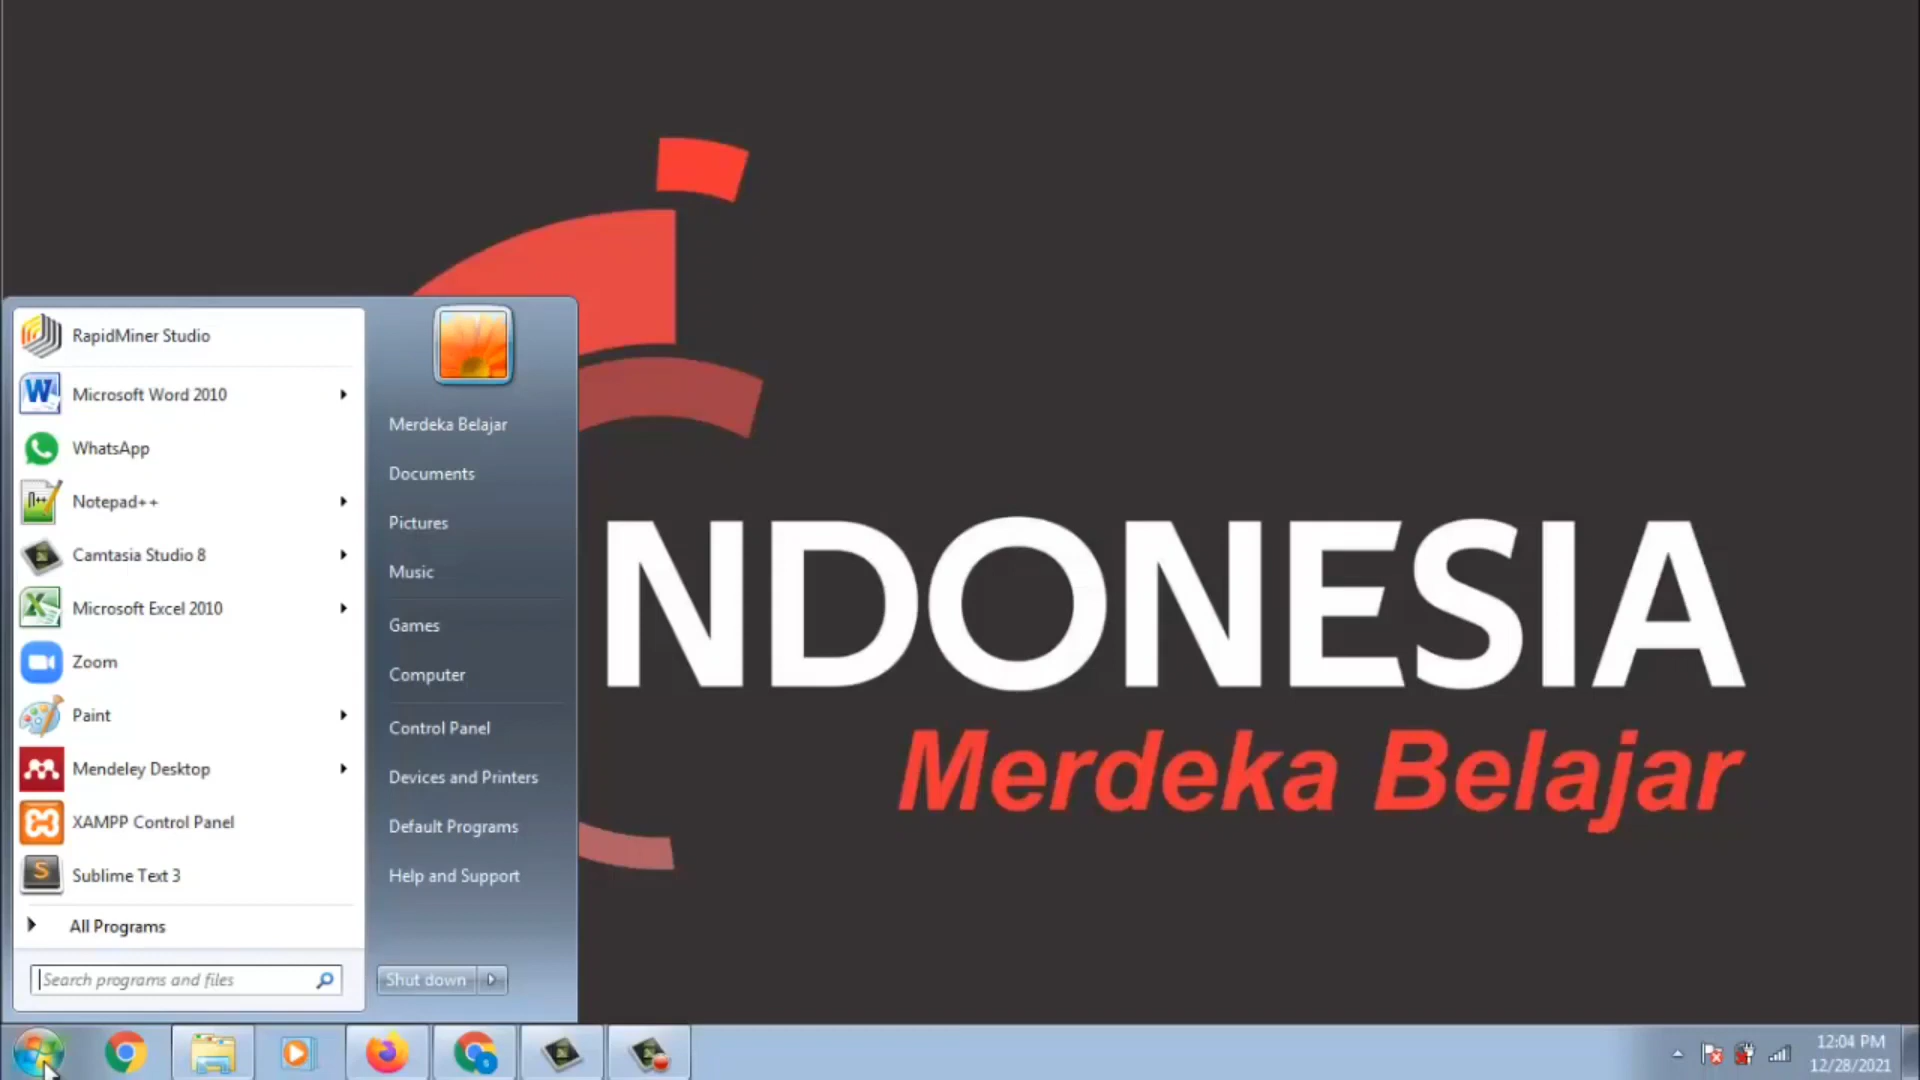 RapidMiner Studio
Microsoft Word 2010
WhatsApp
Notepad++
Camtasia Studio 8
Microsoft Excel 2010
Zoom
Paint
Mendeley Desktop
XAMPP Control Panel
Sublime Text 3
All Programs
Search programs and files
Merdeka Belajar
Documents
Pictures
Music
Games
Computer
Control Panel
Devices and Printers
Default Programs
Help and Support
Shut down
NDONESIA
Merdeka Belajar
12:04 PM
12/28/2021